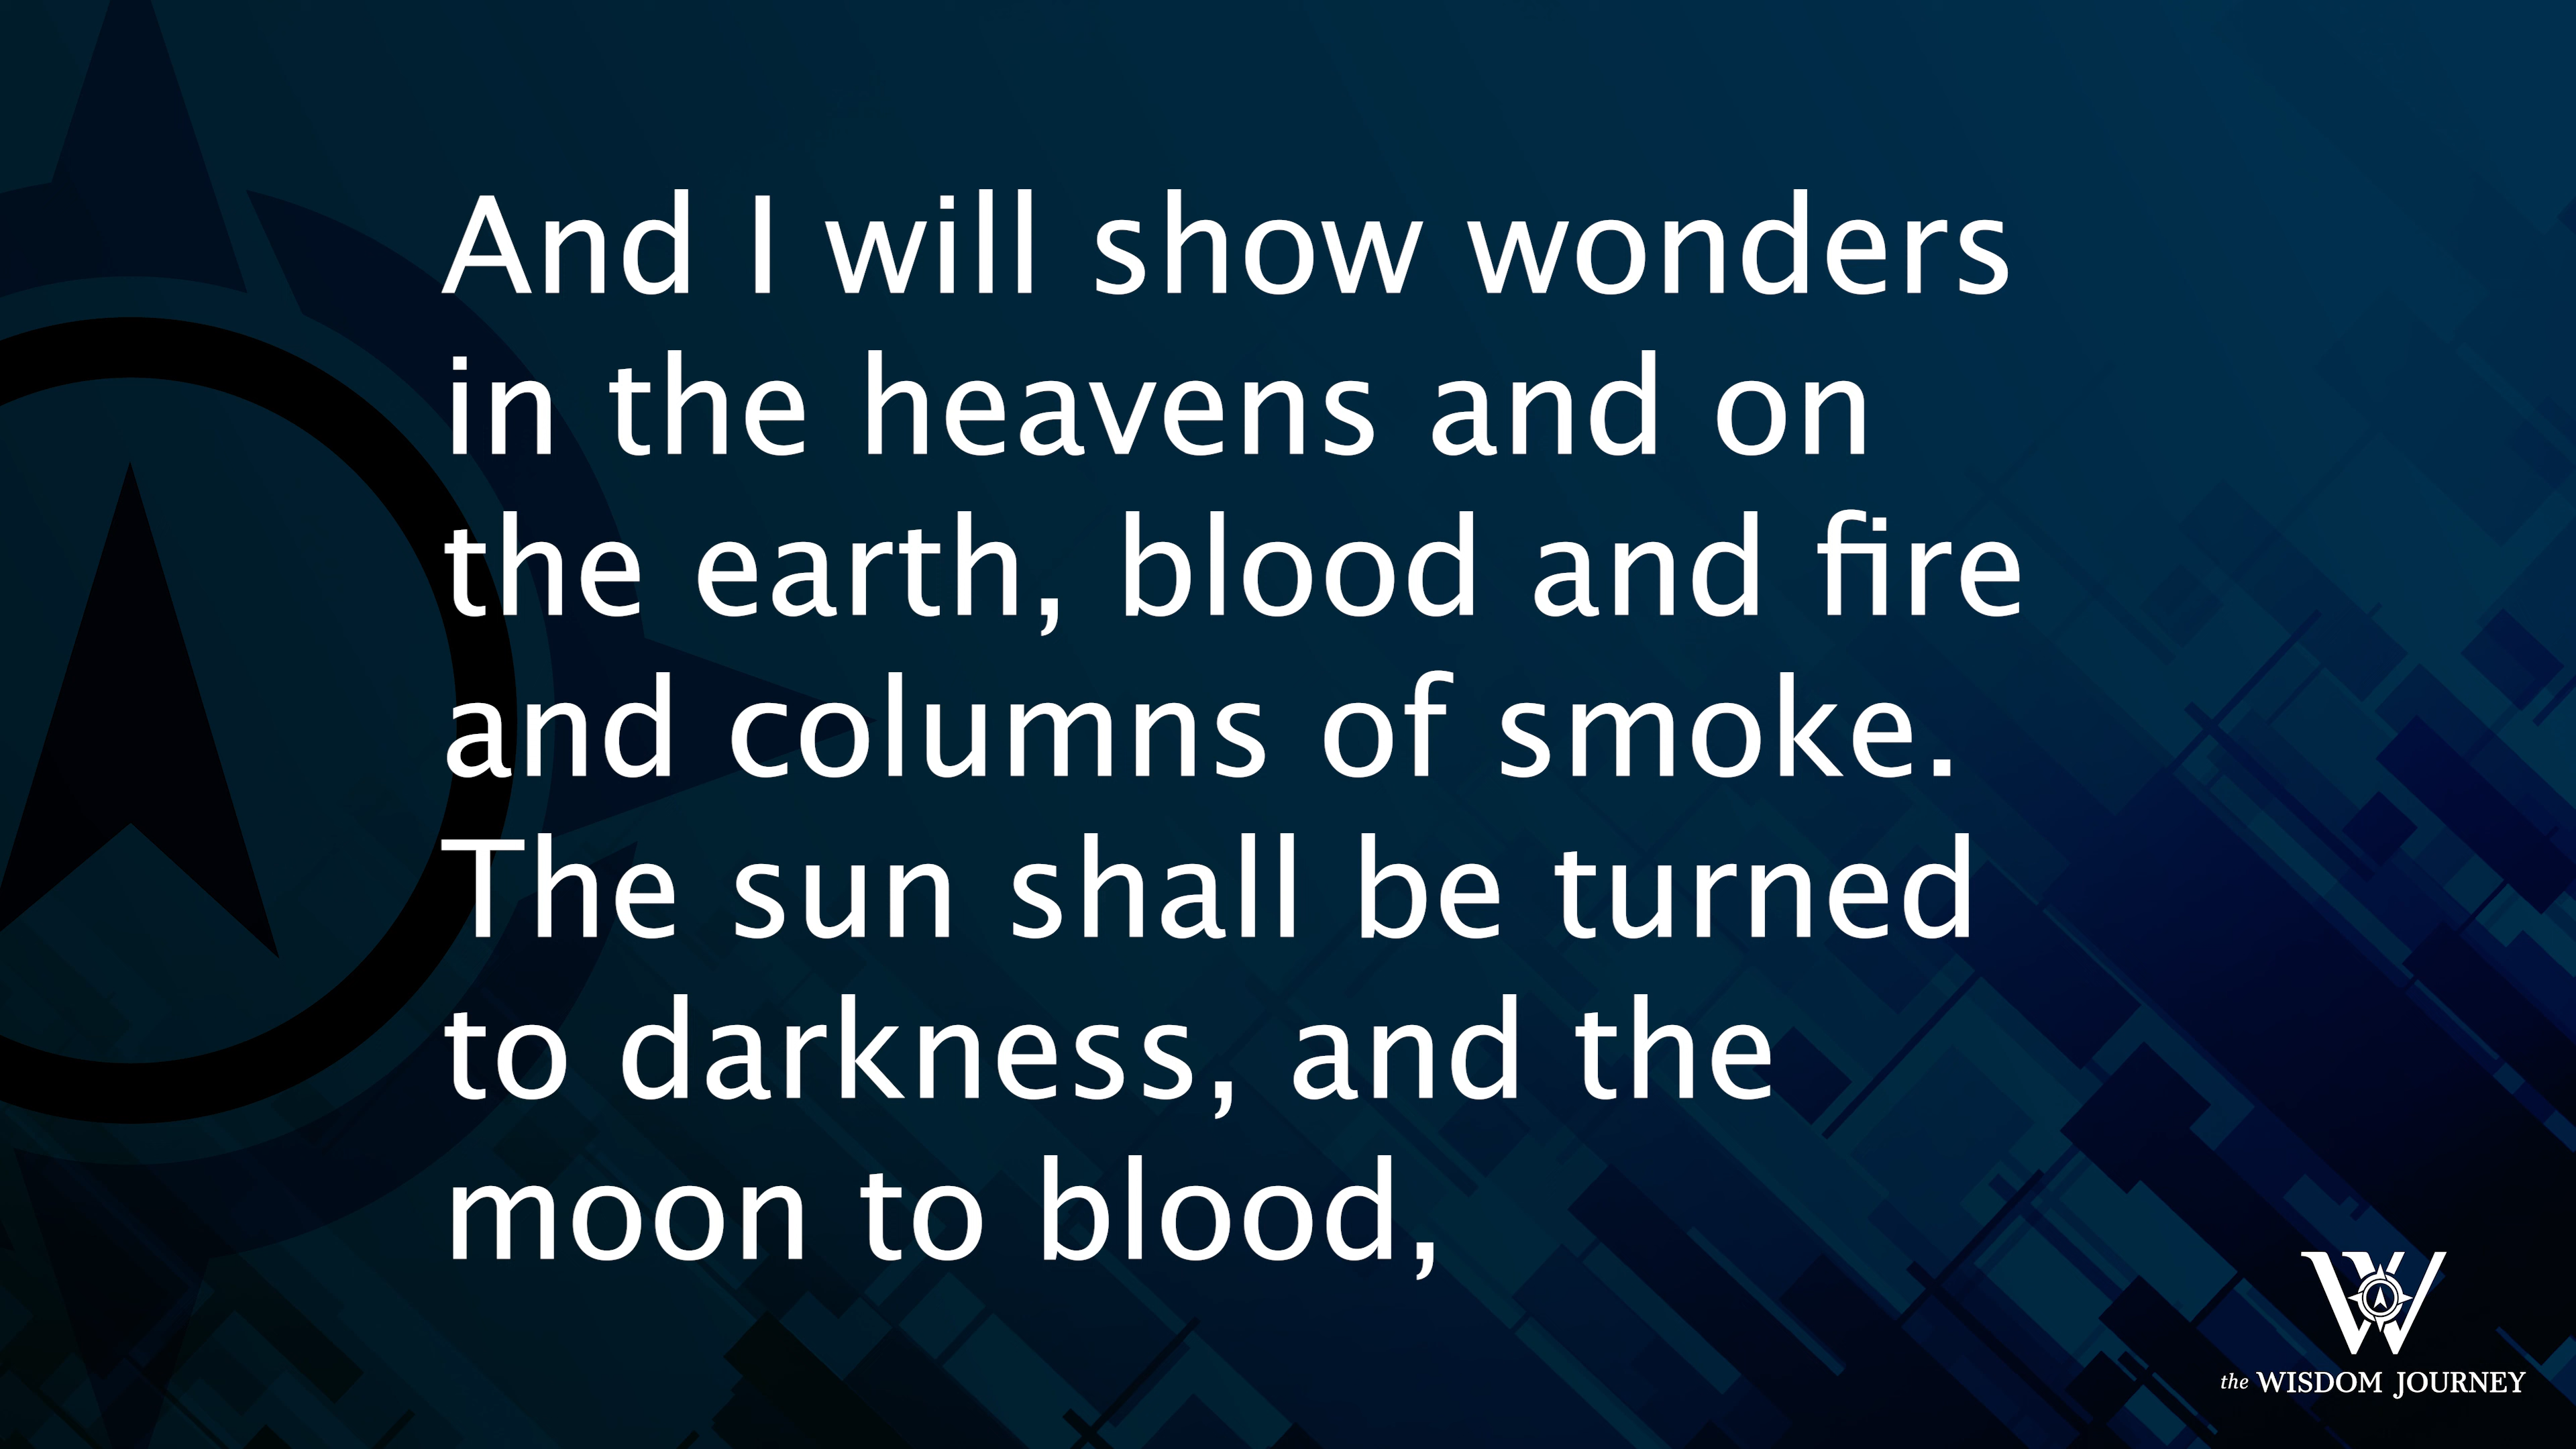 And I will show wonders
in the heavens and on
the earth, blood and fire
and columns of smoke.
The sun shall be turned
to darkness, and the
moon to blood,
W
the WISDOM JOURNEY